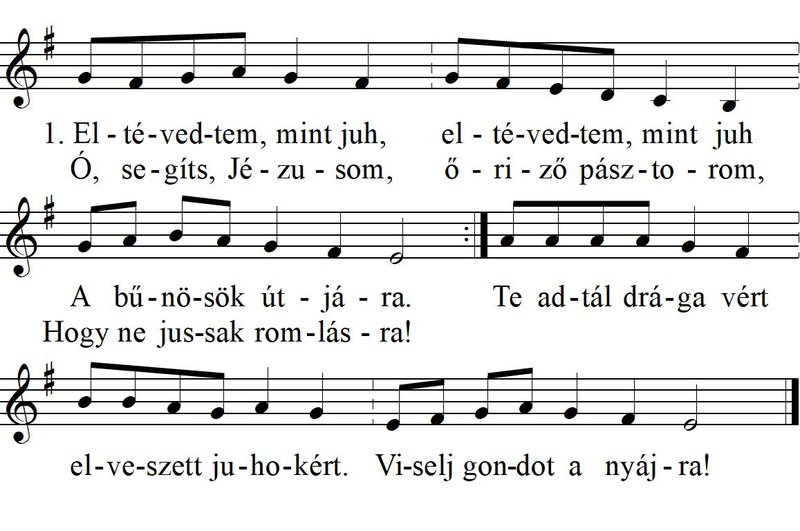 1. El - té-ved-tem, mint juh, el - té-ved-tem, mint juh
Ó, se-gíts, Jé-zu - som, ő - ri - ző pász-to - rom,
A bű-nö-sök út - já - ra. Te ad-tál drá-ga vért
Hogy ne jus-sak rom-lás - ra!
el-ve-szett ju-ho-kért. Vi-selj gon-dot a nyáj-ra!